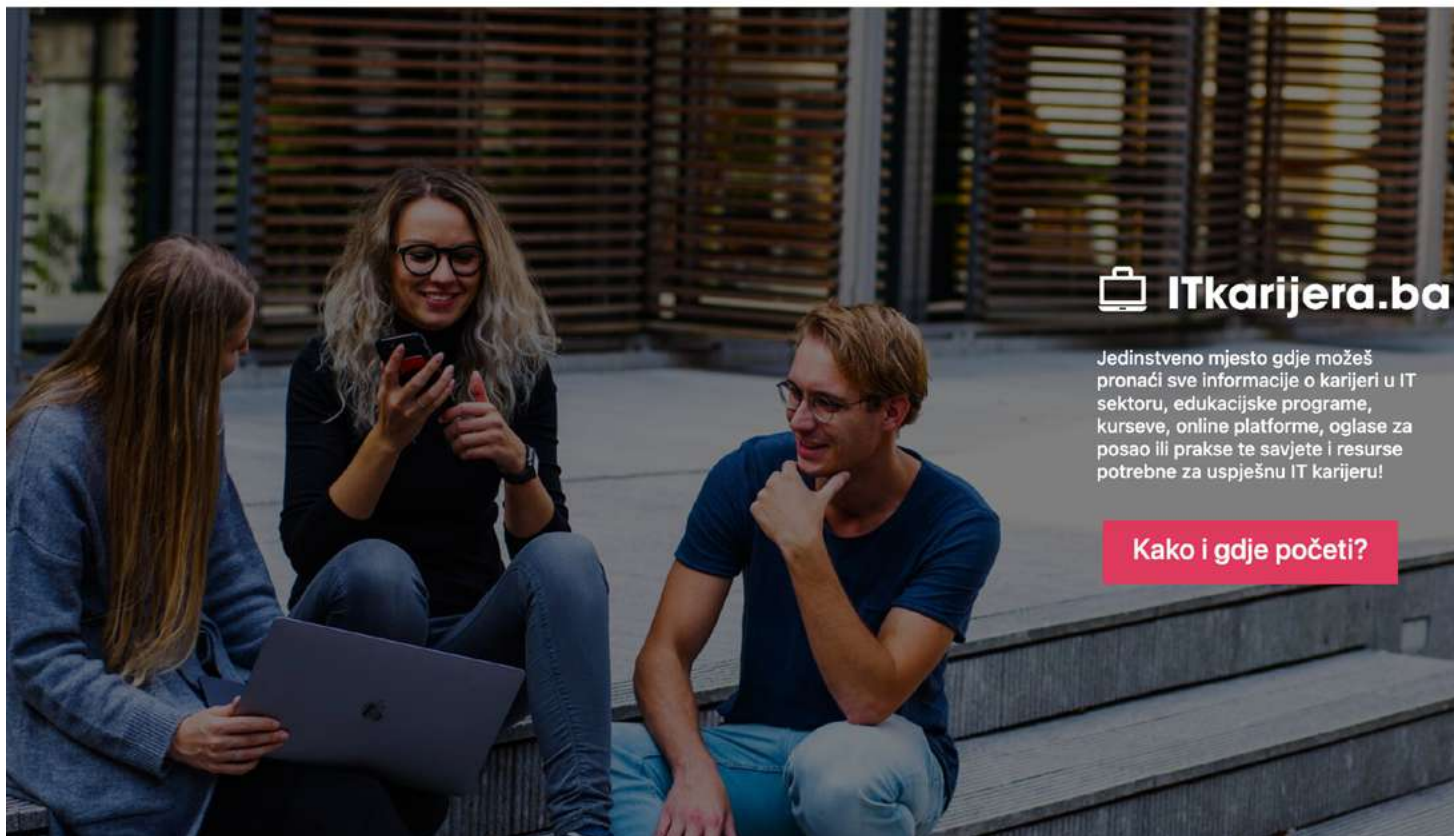 ITkarijera.ba
Jedinstveno mjesto gdje možeš
pronaći sve informacije o karijeri u IT
sektoru, edukacijske programe,
kurseve, online platforme, oglase za
posao ili prakse te savjete i resurse
potrebne za uspješnu IT karijeru!
Kako i gdje početi?